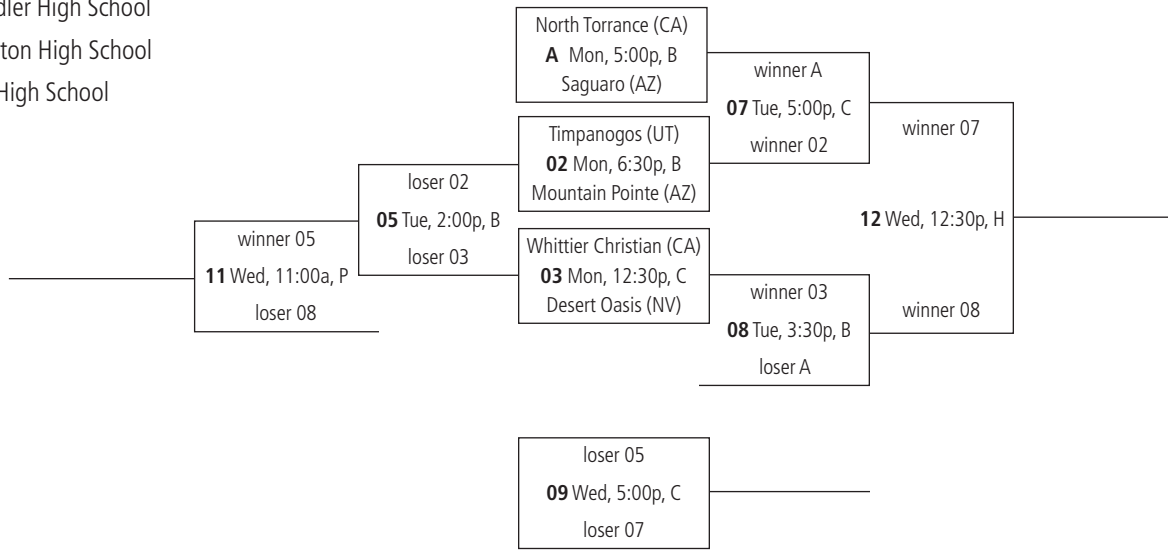 High School
High School
High School
North Torrance (CA)
A Mon, 5:00p, B
Saguaro (AZ)
winner A
07 Tue, 5:00p, C
winner 02
winner 07
Timpanogos (UT)
02 Mon, 6:30p, B
Mountain Pointe (AZ)
loser 02
05 Tue, 2:00p, B
loser 03
12 Wed, 12:30p, H
winner 05
11 Wed, 11:00a, P
loser 08
Whittier Christian (CA)
03 Mon, 12:30p, C
Desert Oasis (NV)
winner 03
08 Tue, 3:30p, B
loser A
winner 08
loser 05
09 Wed, 5:00p, C
loser 07